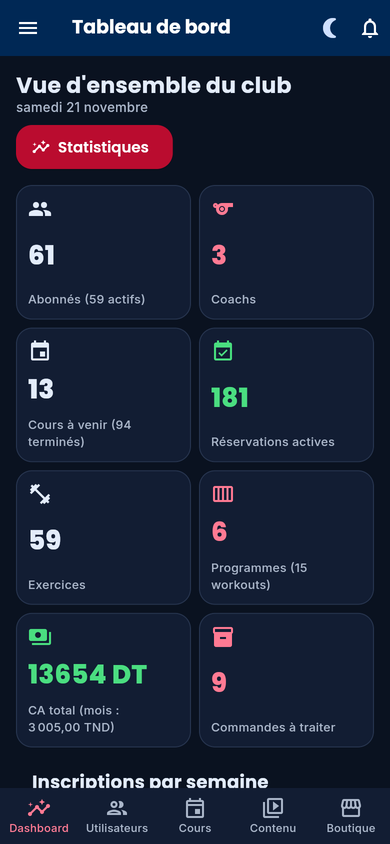 Tableau de bord
Vue d'ensemble du club
samedi 21 novembre
Statistiques
61
Abonnés (59 actifs)
3
Coachs
13
Cours à venir (94
terminés)
181
Réservations actives
59
Exercices
6
Programmes (15
workouts)
13654 DT
CA total (mois :
3 005,00 TND)
9
Commandes à traiter
Inscriptions par semaine
Dashboard
Utilisateurs
Cours
Contenu
Boutique